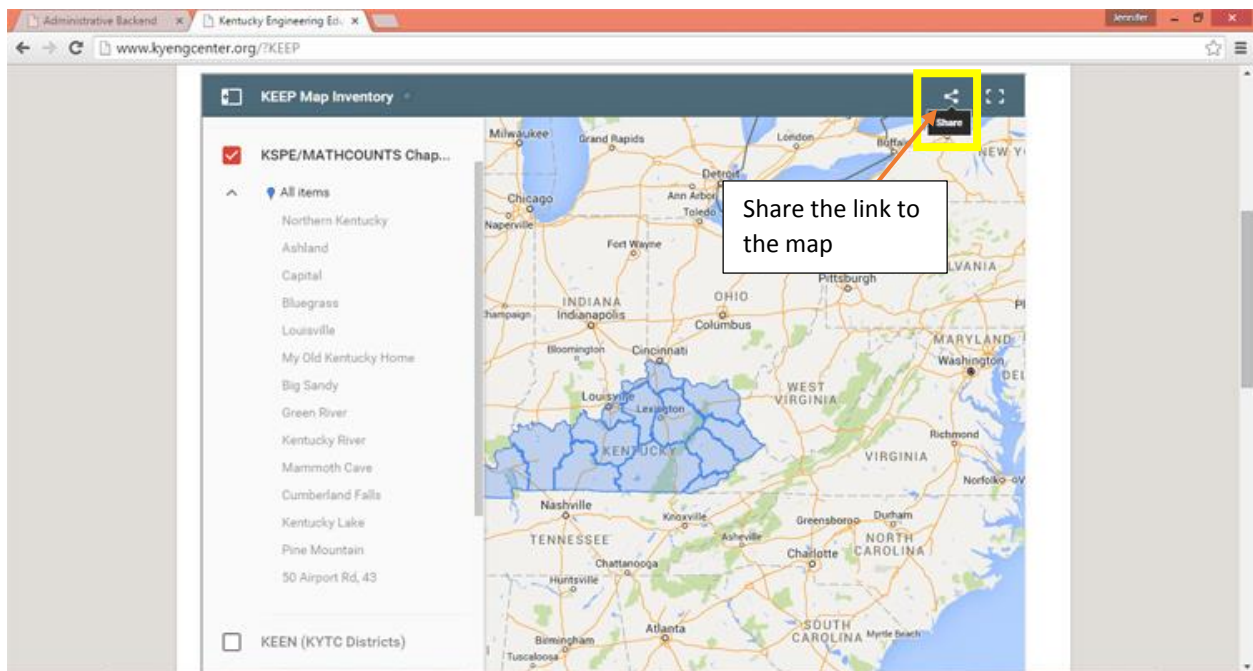 Administrative Backend
Kentucky Engineering Edu
Jennifer
www.kyengcenter.org/?KEEP
KEEP Map Inventory
Share
KSPE/MATHCOUNTS Chap...
All items
Northern Kentucky
Ashland
Capital
Bluegrass
Louisville
My Old Kentucky Home
Big Sandy
Green River
Kentucky River
Mammoth Cave
Cumberland Falls
Kentucky Lake
Pine Mountain
50 Airport Rd, 43
KEEN (KYTC Districts)
Share the link to
the map
Milwaukee
Grand Rapids
London
NEW Y
Detroit
Ann Arbor
Chicago
Toledo
Naperville
Fort Wayne
LVANIA
Pittsburgh
OHIO
INDIANA
Indianapolis
hampaign
Columbus
MARYLAND
Bloomington
Cincinnati
Washington
DEL
WEST
VIRGINIA
Louisville
Lexington
Richmond
KENTUCKY
VIRGINIA
Norfolk
Nashville
Knoxville
Greensboro
Durham
TENNESSEE
Asheville
NORTH
CAROLINA
Charlotte
Chattanooga
Huntsville
Atlanta
SOUTH
CAROLINA
Myrtle Beach
Birmingham
Tuscaloosa